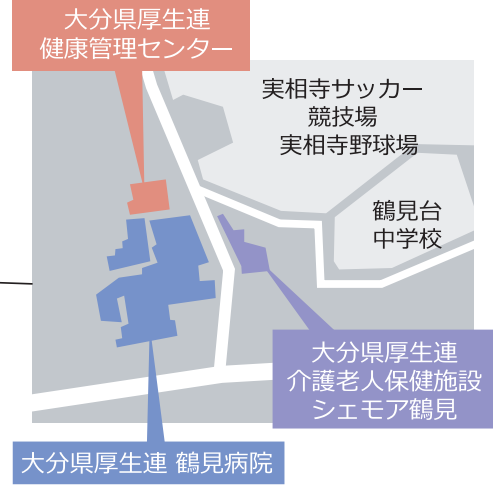 大分県厚生連
健康管理センター
実相寺サッカー
競技場
実相寺野球場
鶴見台
中学校
大分県厚生連
介護老人保健施設
シェモア鶴見
大分県厚生連 鶴見病院